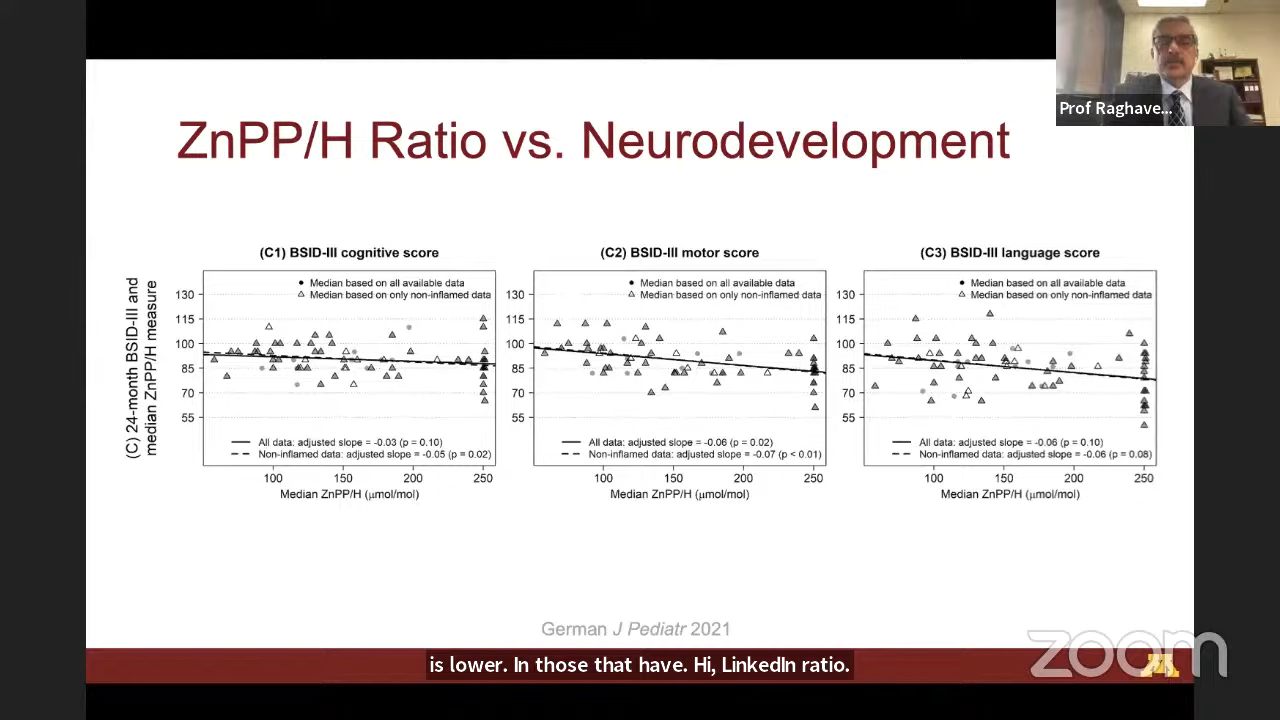 Prof Raghave...
ZnPP/H Ratio vs. Neurodevelopment
(C) 24-month BSID-III and
median ZnPP/H measure
(C1) BSID-III cognitive score
Median based on all available data
Median based on only non-inflamed data
130
115
100
85
70
55
All data: adjusted slope = -0.03 (p = 0.10)
Non-inflamed data: adjusted slope = -0.05 (p = 0.02)
100 150 200 250
Median ZnPP/H (μmol/mol)
(C2) BSID-III motor score
Median based on all available data
Median based on only non-inflamed data
130
115
100
85
70
55
All data: adjusted slope = -0.06 (p = 0.02)
Non-inflamed data: adjusted slope = -0.07 (p < 0.01)
100 150 200 250
Median ZnPP/H (μmol/mol)
(C3) BSID-III language score
Median based on all available data
Median based on only non-inflamed data
130
115
100
85
70
55
All data: adjusted slope = -0.06 (p = 0.10)
Non-inflamed data: adjusted slope = -0.06 (p = 0.08)
100 150 200 250
Median ZnPP/H (μmol/mol)
German J Pediatr 2021
is lower. In those that have. Hi, LinkedIn ratio.
zoom
M